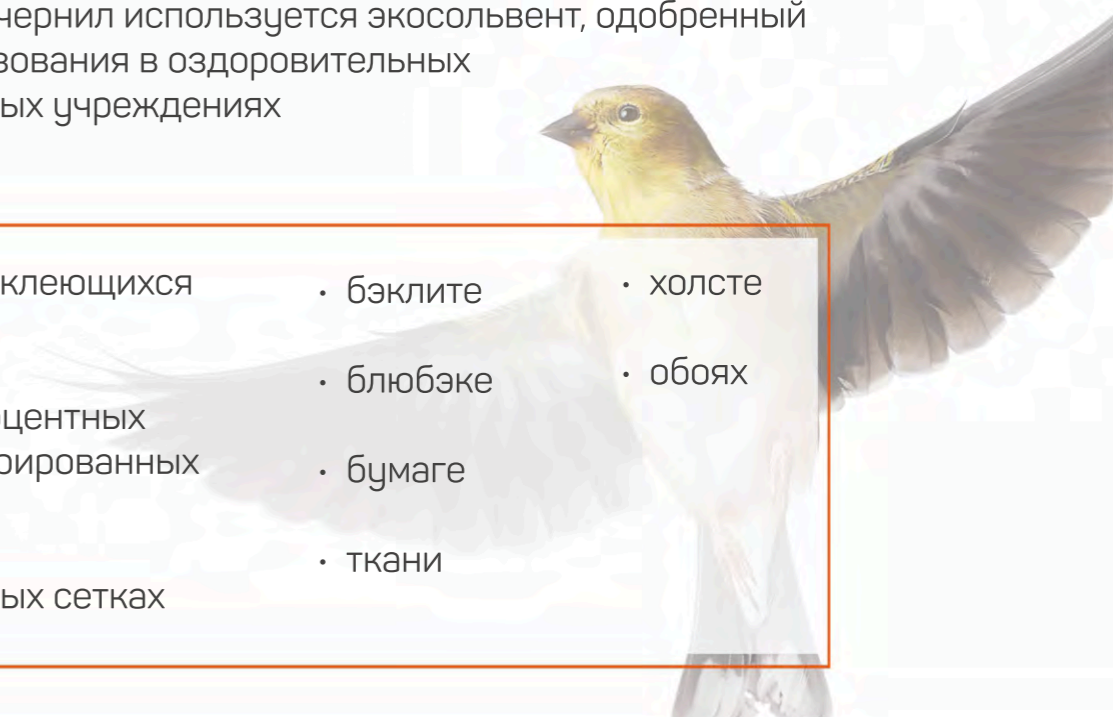 чернил используется экосольвент, одобренный
зования в оздоровительных
ых учреждениях
клеющихся
центных
рированных
ых сетках
• бэклите
• блюбэке
• бумаге
• ткани
• холсте
• обоях